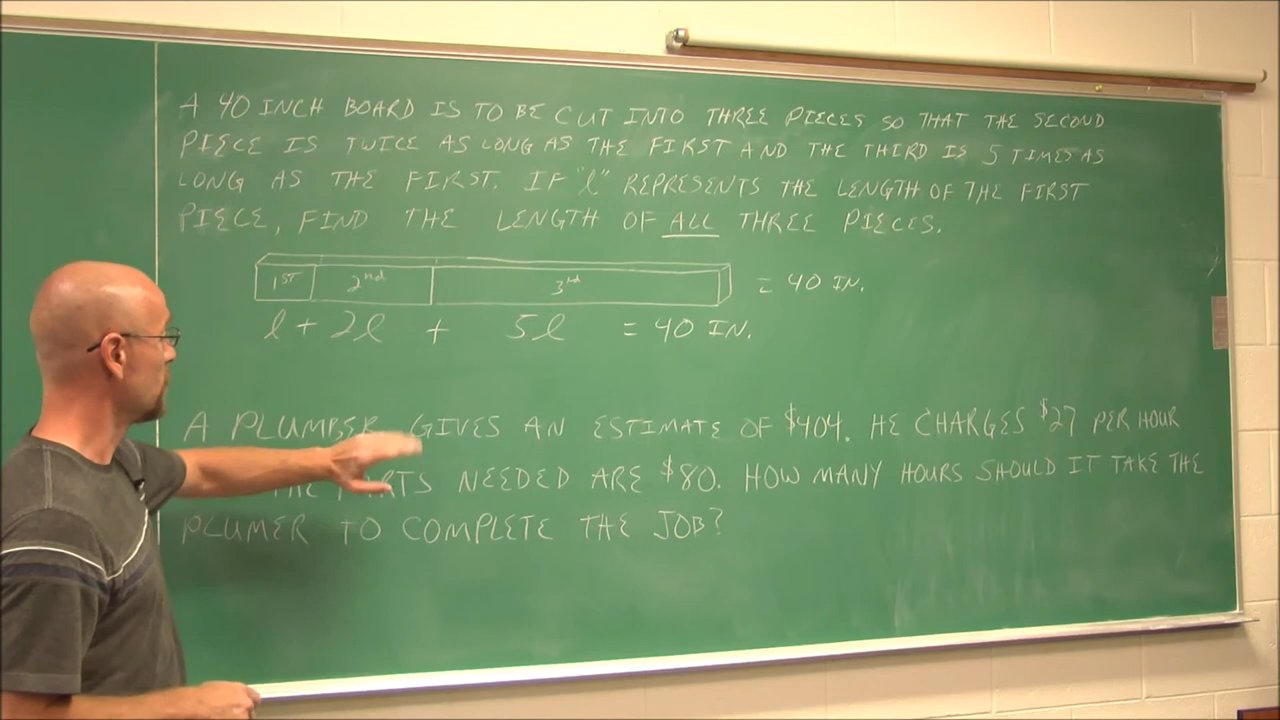 A 40 INCH BOARD IS TO BE CUT INTO THREE PIECES SO THAT THE SECOND
PIECE IS TWICE AS LONG AS THE FIRST AND THE THIRD IS 5 TIMES AS
LONG AS THE FIRST. IF "l" REPRESENTS THE LENGTH OF THE FIRST
PIECE, FIND THE LENGTH OF ALL THREE PIECES.
1ST 2nd 3rd = 40 IN.
l + 2l + 5l = 40 IN.
A PLUMBER GIVES AN ESTIMATE OF $404. HE CHARGES $27 PER HOUR
THE PARTS NEEDED ARE $80. HOW MANY HOURS SHOULD IT TAKE THE
PLUMER TO COMPLETE THE JOB?